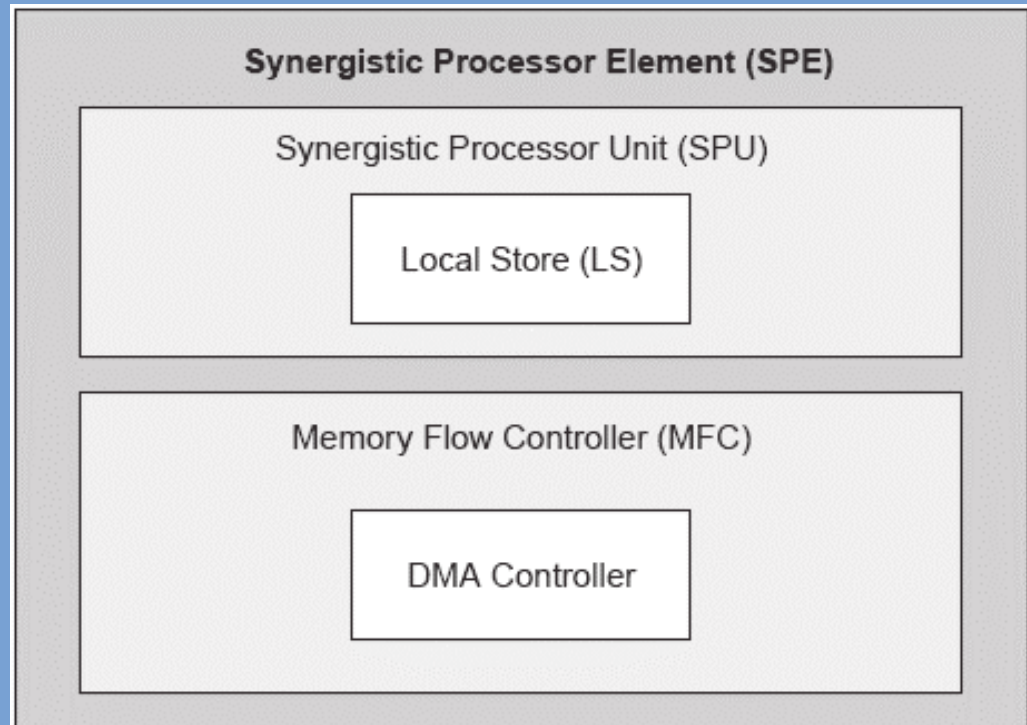 Synergistic Processor Element (SPE)
Synergistic Processor Unit (SPU)
Local Store (LS)
Memory Flow Controller (MFC)
DMA Controller